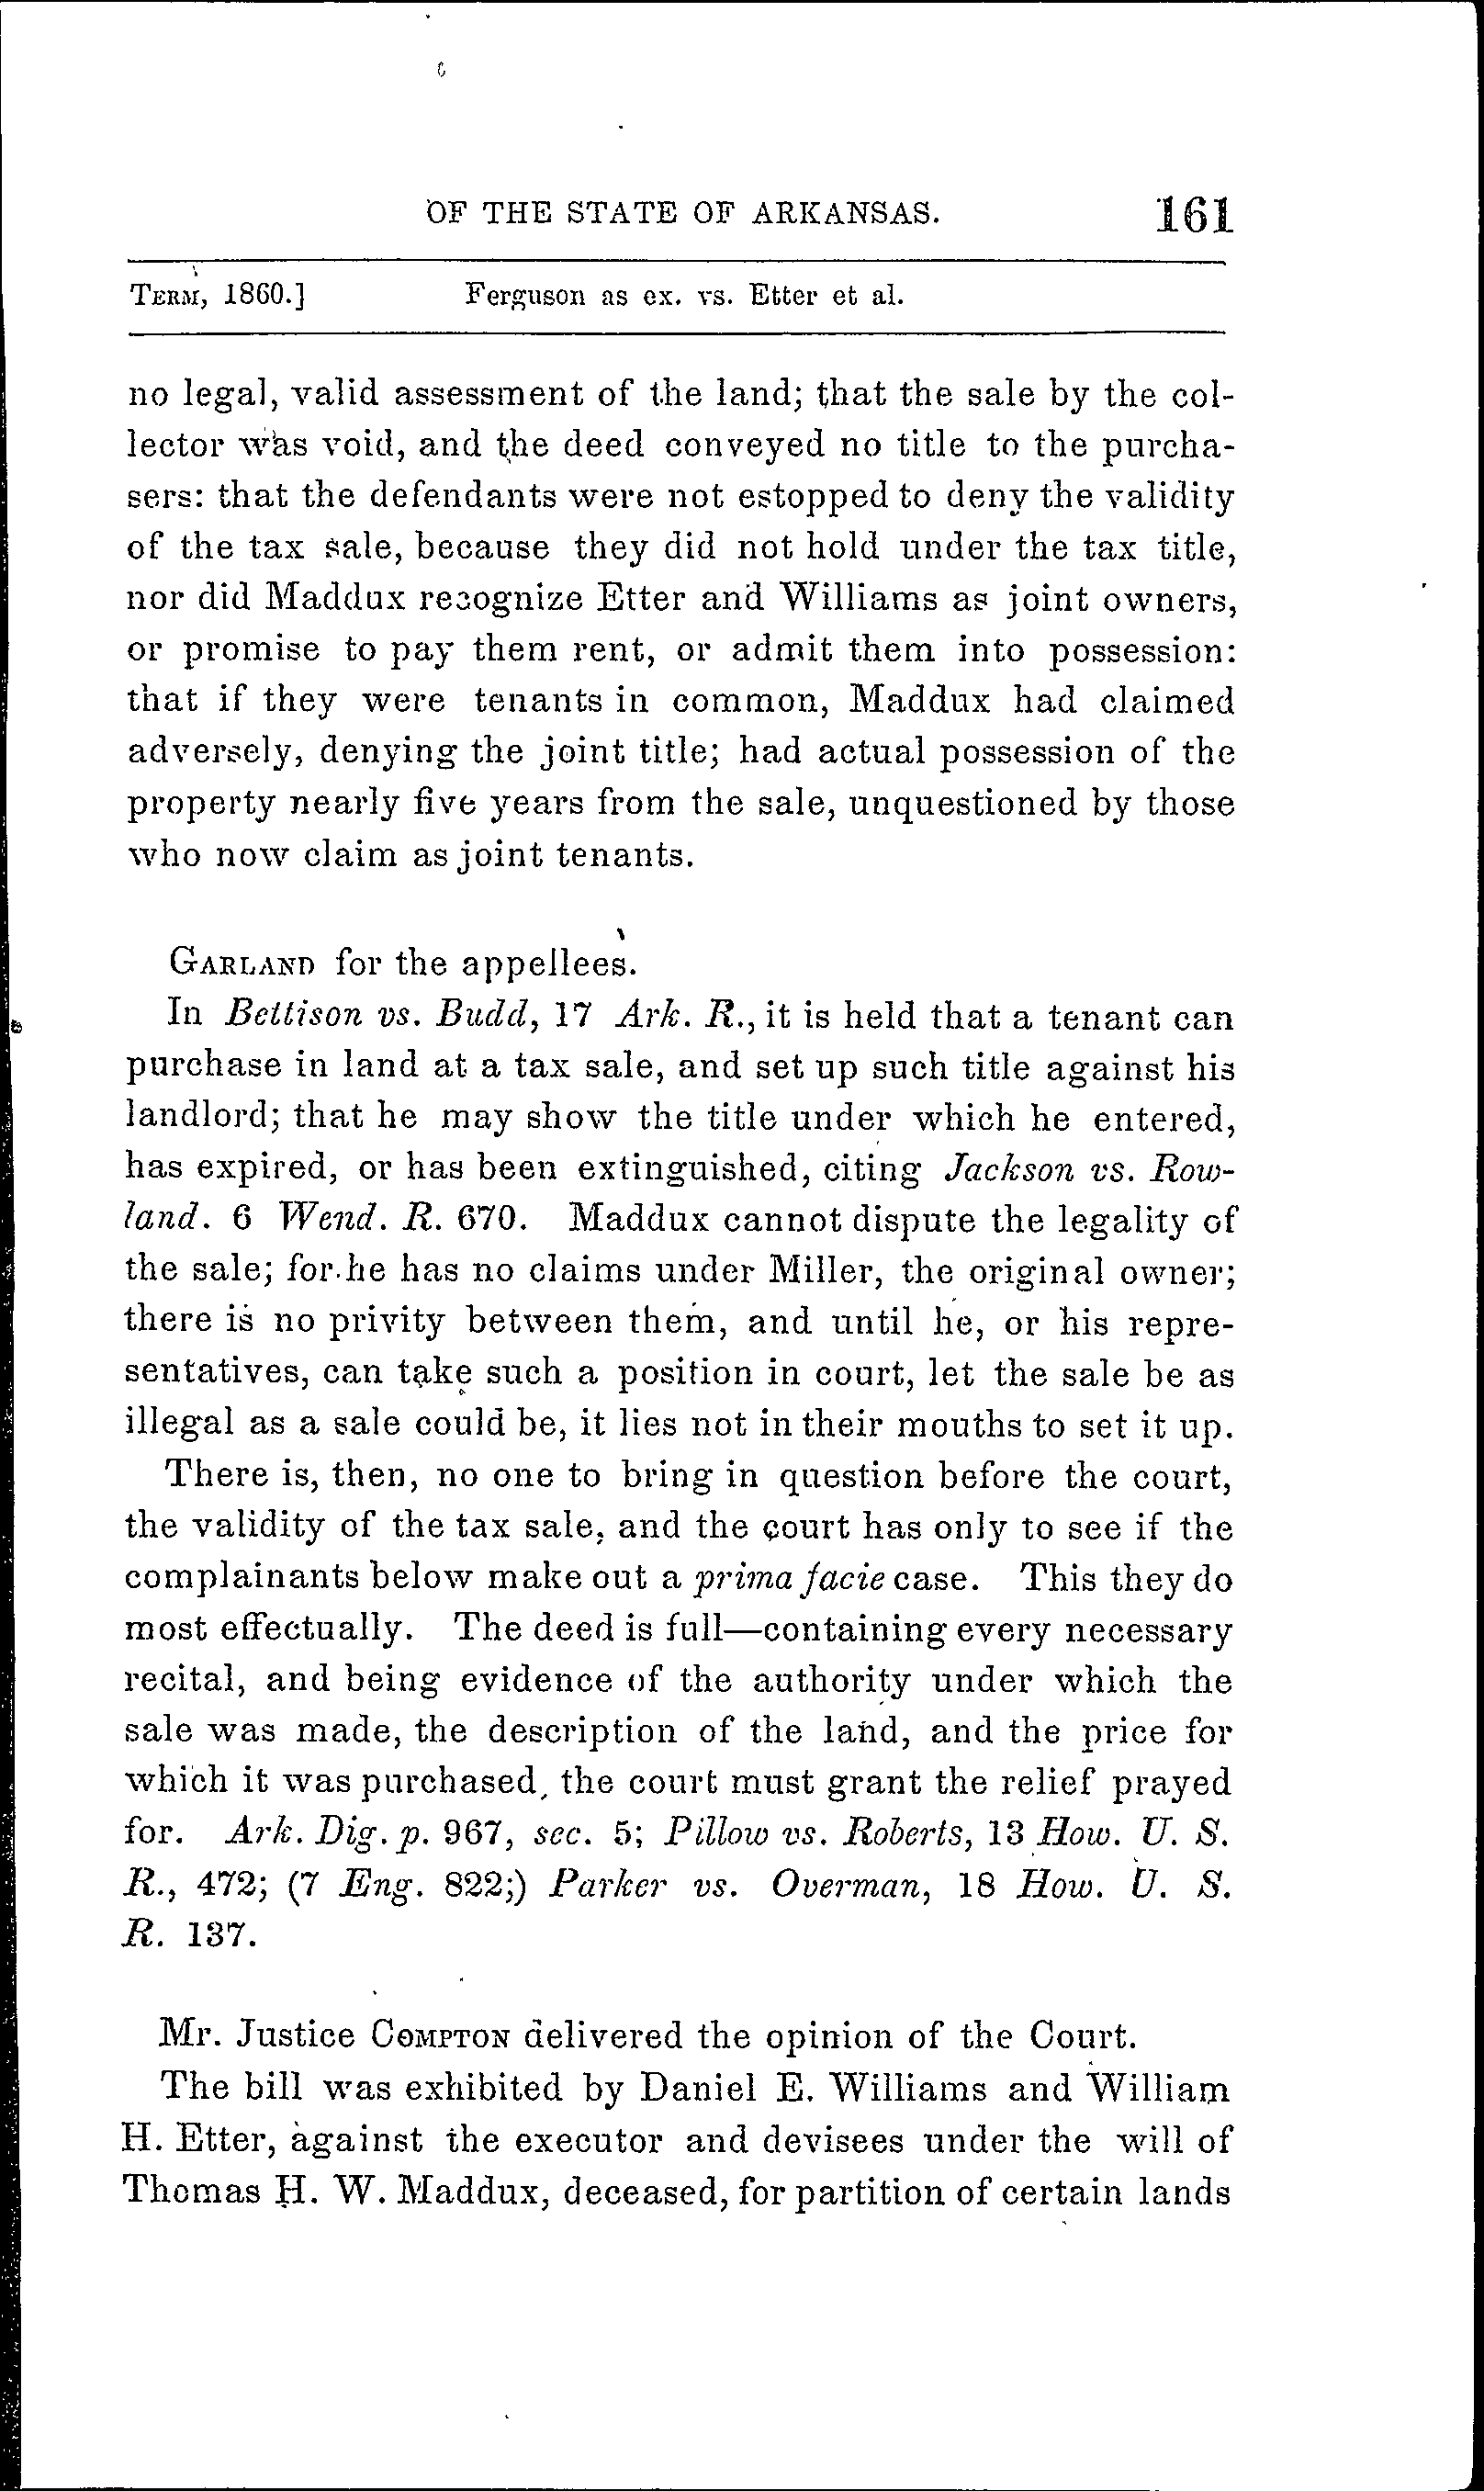 OF THE STATE OF ARKANSAS. 161
TERM, 1860.] Ferguson as ex. vs. Etter et al.
no legal, valid assessment of the land; that the sale by the col-
lector was void, and the deed conveyed no title to the purcha-
sers: that the defendants were not estopped to deny the validity
of the tax sale, because they did not hold under the tax title,
nor did Maddux recognize Etter and Williams as joint owners,
or promise to pay them rent, or admit them into possession:
that if they were tenants in common, Maddux had claimed
adversely, denying the joint title; had actual possession of the
property nearly five years from the sale, unquestioned by those
who now claim as joint tenants.
GARLAND for the appellees.
In Bettison vs. Budd, 17 Ark. R., it is held that a tenant can
purchase in land at a tax sale, and set up such title against his
landlord; that he may show the title under which he entered,
has expired, or has been extinguished, citing Jackson vs. Row-
land. 6 Wend. R. 670. Maddux cannot dispute the legality of
the sale; for he has no claims under Miller, the original owner;
there is no privity between them, and until he, or his repre-
sentatives, can take such a position in court, let the sale be as
illegal as a sale could be, it lies not in their mouths to set it up.
There is, then, no one to bring in question before the court,
the validity of the tax sale, and the court has only to see if the
complainants below make out a prima facie case. This they do
most effectually. The deed is full—containing every necessary
recital, and being evidence of the authority under which the
sale was made, the description of the land, and the price for
which it was purchased, the court must grant the relief prayed
for. Ark. Dig. p. 967, sec. 5; Pillow vs. Roberts, 13 How. U. S.
R., 472; (7 Eng. 822;) Parker vs. Overman, 18 How. U. S.
R. 137.
Mr. Justice COMPTON delivered the opinion of the Court.
The bill was exhibited by Daniel E. Williams and William
H. Etter, against the executor and devisees under the will of
Thomas H. W. Maddux, deceased, for partition of certain lands